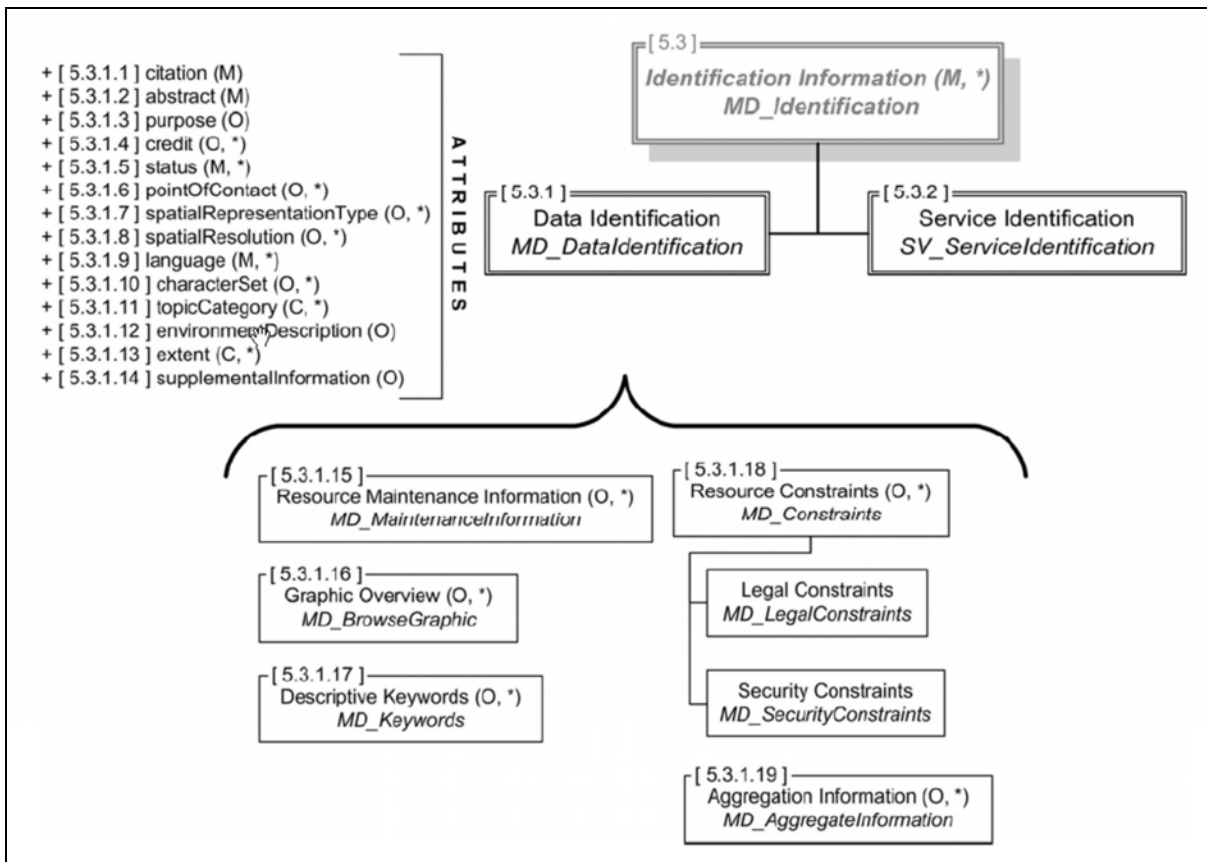 + [ 5.3.1.1 ] citation (M)
+ [ 5.3.1.2 ] abstract (M)
+ [ 5.3.1.3 ] purpose (O)
+ [ 5.3.1.4 ] credit (O, *)
+ [ 5.3.1.5 ] status (M, *)
+ [ 5.3.1.6 ] pointOfContact (O, *)
+ [ 5.3.1.7 ] spatialRepresentationType (O, *)
+ [ 5.3.1.8 ] spatialResolution (O, *)
+ [ 5.3.1.9 ] language (M, *)
+ [ 5.3.1.10 ] characterSet (O, *)
+ [ 5.3.1.11 ] topicCategory (C, *)
+ [ 5.3.1.12 ] environmentDescription (O)
+ [ 5.3.1.13 ] extent (C, *)
+ [ 5.3.1.14 ] supplementalInformation (O)
ATTRIBUTES
[ 5.3 ]
Identification Information (M, *)
MD_Identification
[ 5.3.1 ]
Data Identification
MD_DataIdentification
[ 5.3.2 ]
Service Identification
SV_ServiceIdentification
[ 5.3.1.15 ]
Resource Maintenance Information (O, *)
MD_MaintenanceInformation
[ 5.3.1.16 ]
Graphic Overview (O, *)
MD_BrowseGraphic
[ 5.3.1.17 ]
Descriptive Keywords (O, *)
MD_Keywords
[ 5.3.1.18 ]
Resource Constraints (O, *)
MD_Constraints
Legal Constraints
MD_LegalConstraints
Security Constraints
MD_SecurityConstraints
[ 5.3.1.19 ]
Aggregation Information (O, *)
MD_AggregateInformation